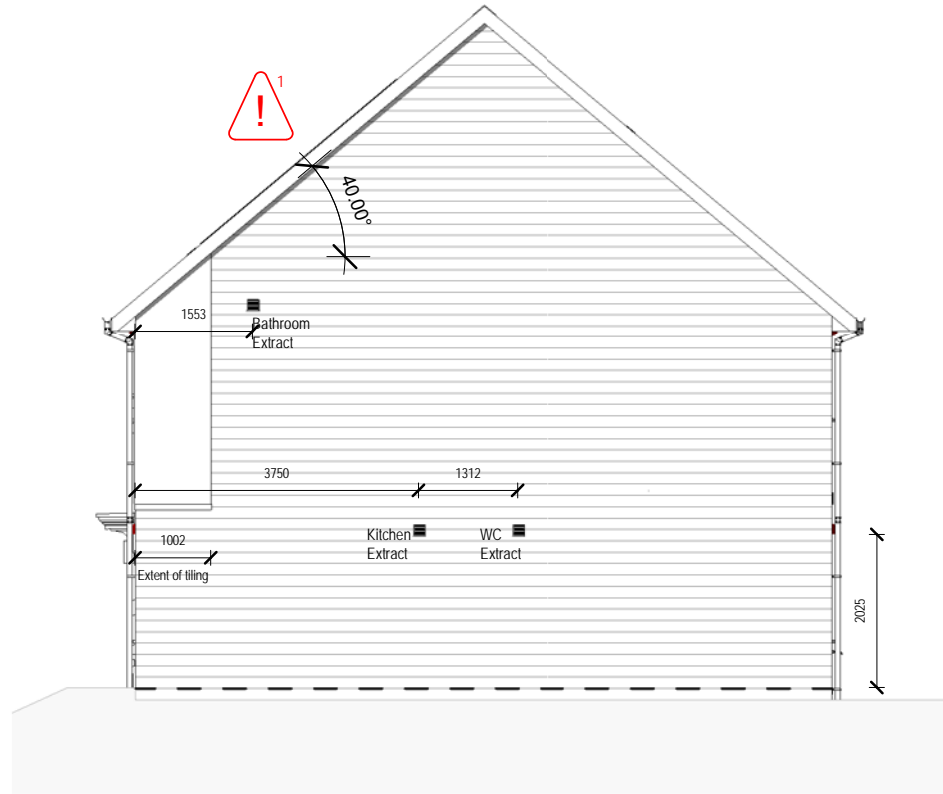 1
!
40.00°
1553
Bathroom
Extract
3750
1312
Kitchen
Extract
WC
Extract
1002
Extent of tiling
2025